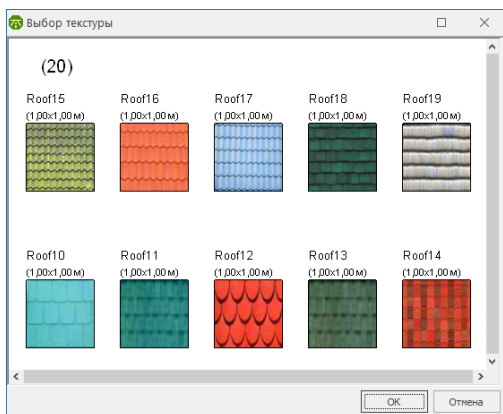 Выбор текстуры
(20)
Roof15 Roof16 Roof17 Roof18 Roof19
(1,00x1,00 м) (1,00x1,00 м) (1,00x1,00 м) (1,00x1,00 м) (1,00x1,00 м)
Roof10 Roof11 Roof12 Roof13 Roof14
(1,00x1,00 м) (1,00x1,00 м) (1,00x1,00 м) (1,00x1,00 м) (1,00x1,00 м)
OK Отмена